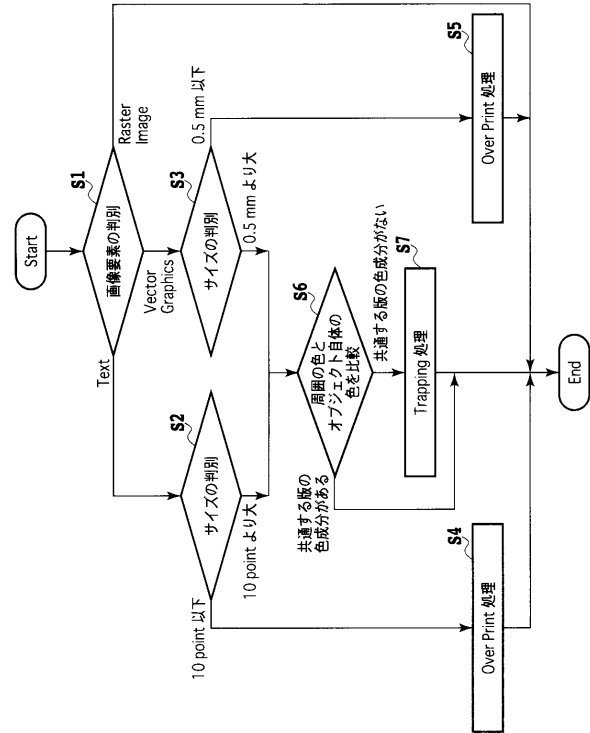 Start
S1
画像要素の判別
Text
Vector
Graphics
Raster
Image
S2
サイズの判別
10 point 以下
10 point より大
S3
サイズの判別
0.5 mm 以下
0.5 mm より大
S6
周囲の色と
オブジェクト自体の
色を比較
共通する版の
色成分がある
共通する版の色成分がない
S7
Trapping 処理
S4
Over Print 処理
S5
Over Print 処理
End